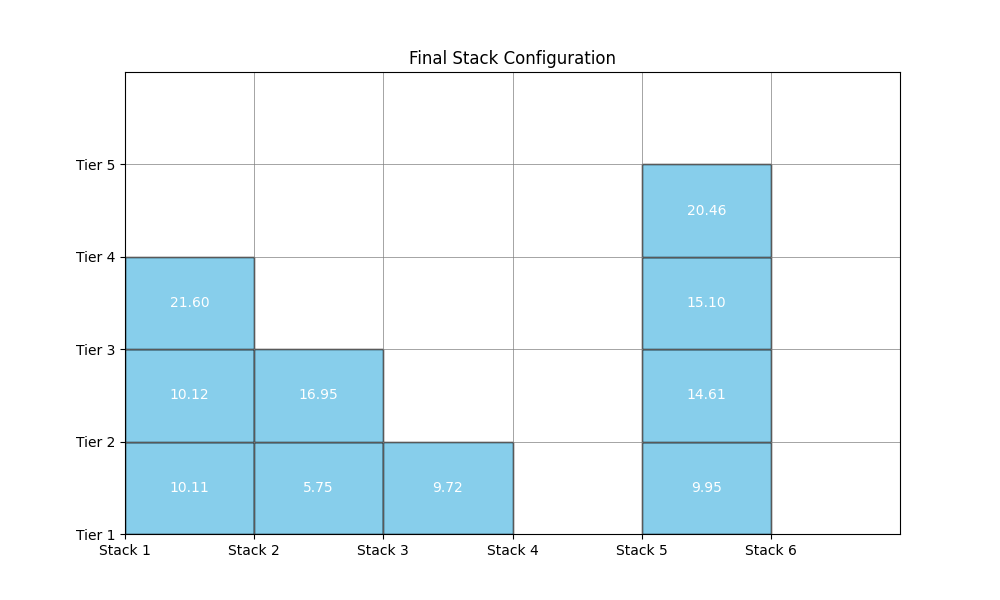 Final Stack Configuration
Tier 5
20.46
Tier 4
21.60
15.10
Tier 3
10.12
16.95
14.61
Tier 2
10.11
5.75
9.72
9.95
Tier 1
Stack 1
Stack 2
Stack 3
Stack 4
Stack 5
Stack 6